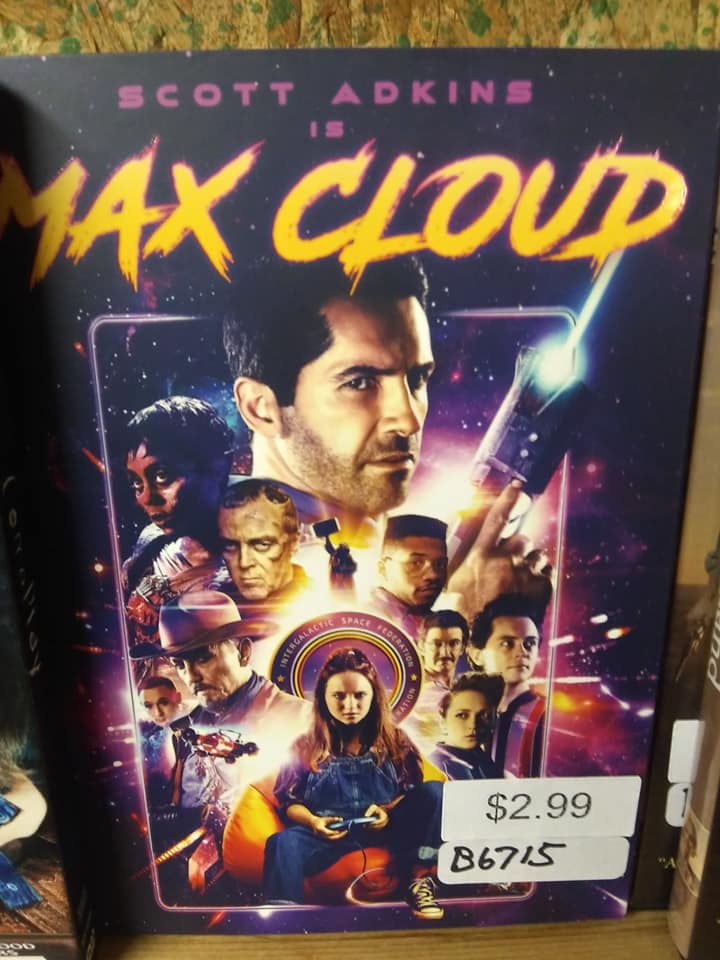 SCOTT ADKINS
IS
MAX CLOUD
INTERGALACTIC SPACE FEDERATION
$2.99
B6715